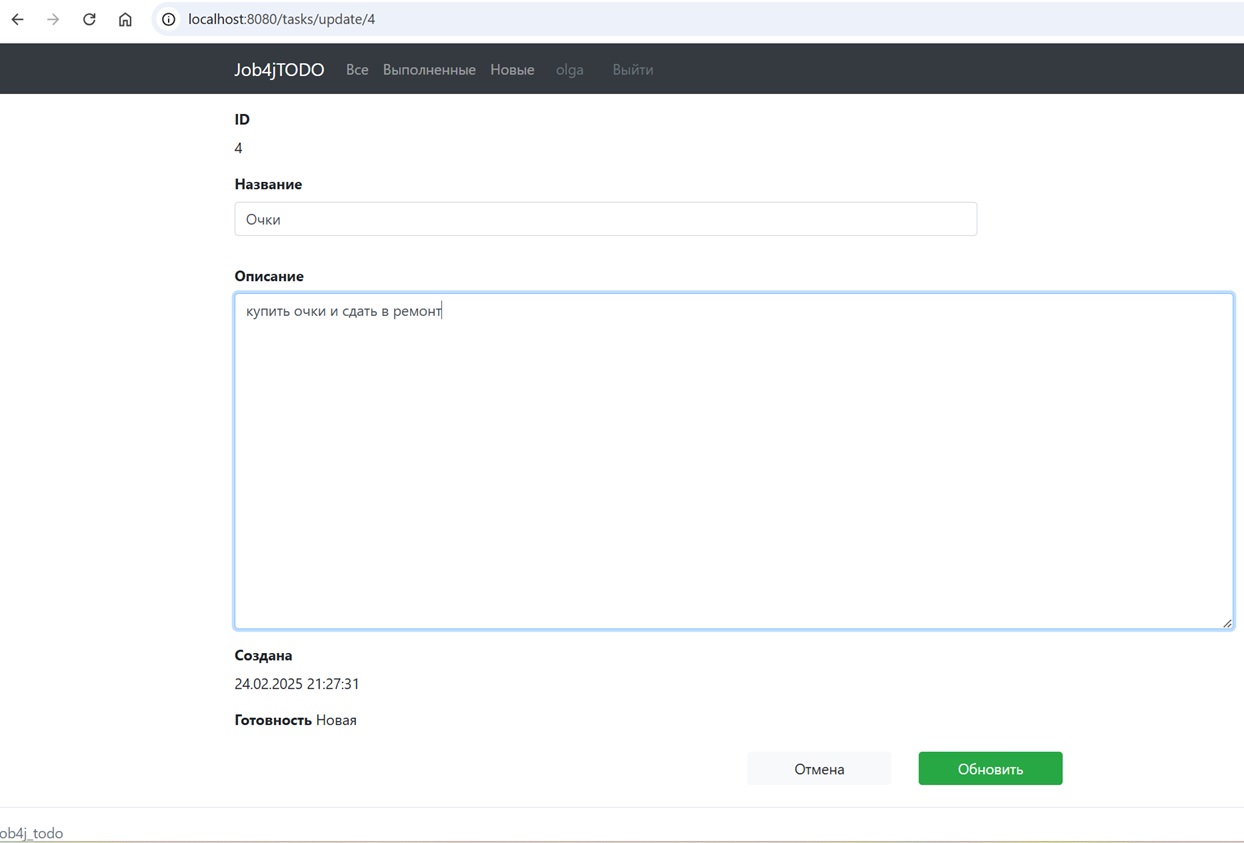 localhost:8080/tasks/update/4
Job4jTODO Все Выполненные Новые olga Выйти
ID
4
Название
Очки
Описание
купить очки и сдать в ремонт
Создана
24.02.2025 21:27:31
Готовность Новая
Отмена Обновить
ob4j_todo